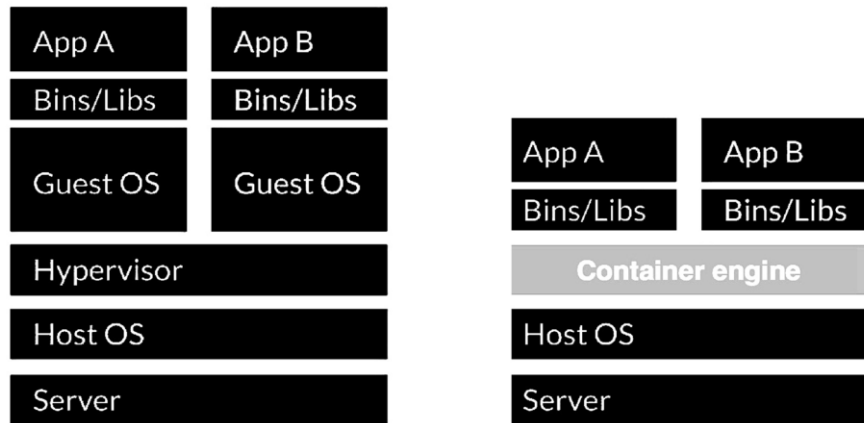 App A
App B
Bins/Libs
Bins/Libs
Guest OS
Guest OS
Hypervisor
Host OS
Server
App A
App B
Bins/Libs
Bins/Libs
Container engine
Host OS
Server